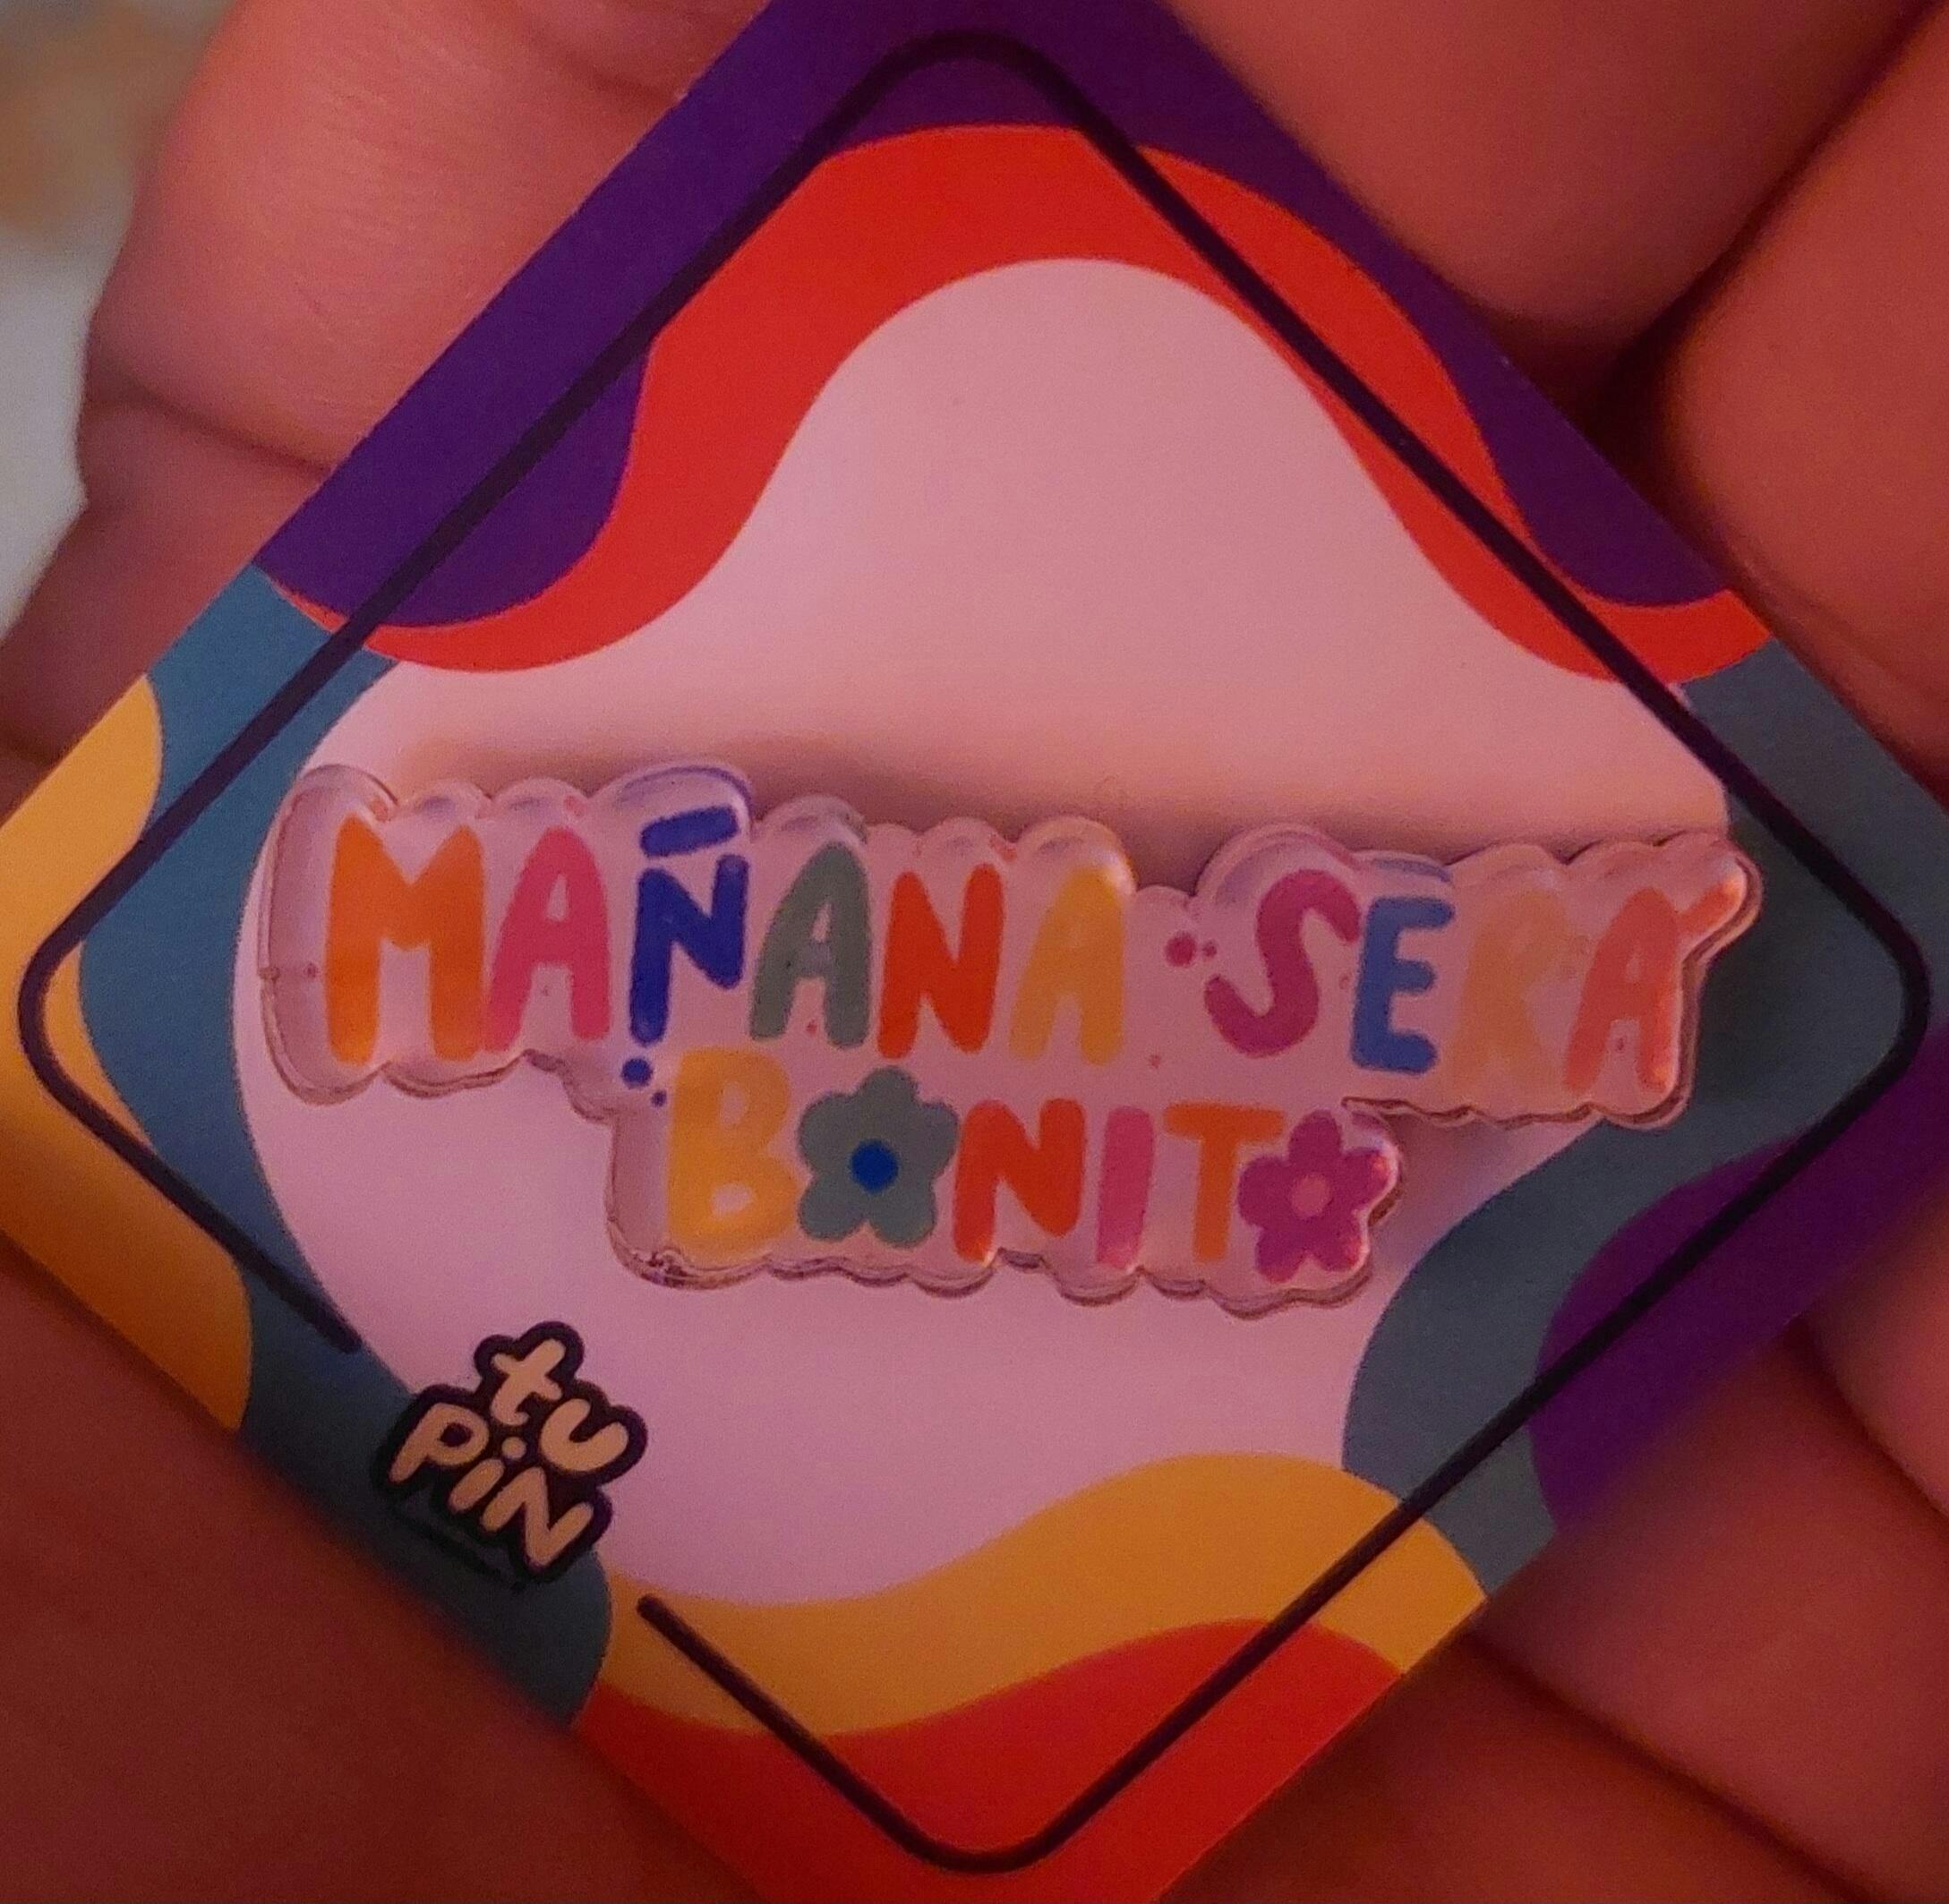 MAÑANA SERÁ
BONITO
tu
PiN